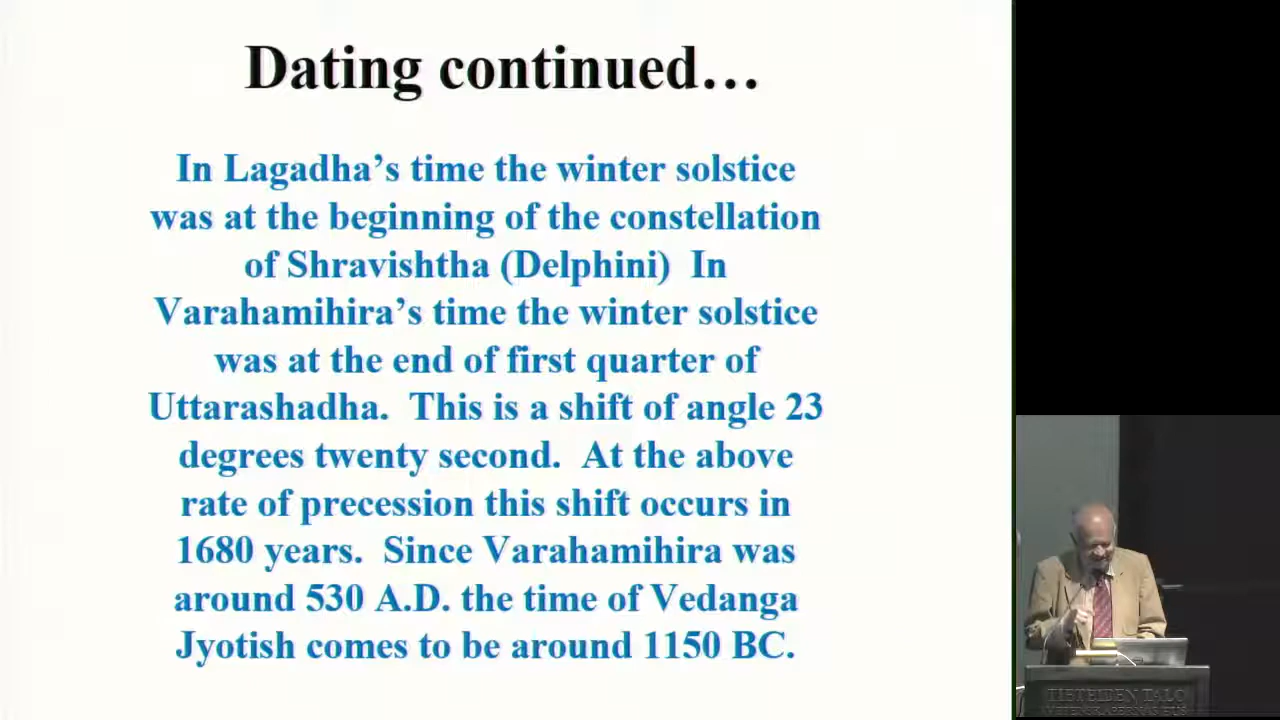 Dating continued…
In Lagadha’s time the winter solstice
was at the beginning of the constellation
of Shravishtha (Delphini) In
Varahamihira’s time the winter solstice
was at the end of first quarter of
Uttarashadha. This is a shift of angle 23
degrees twenty second. At the above
rate of precession this shift occurs in
1680 years. Since Varahamihira was
around 530 A.D. the time of Vedanga
Jyotish comes to be around 1150 BC.
TIETEIDEN TALO